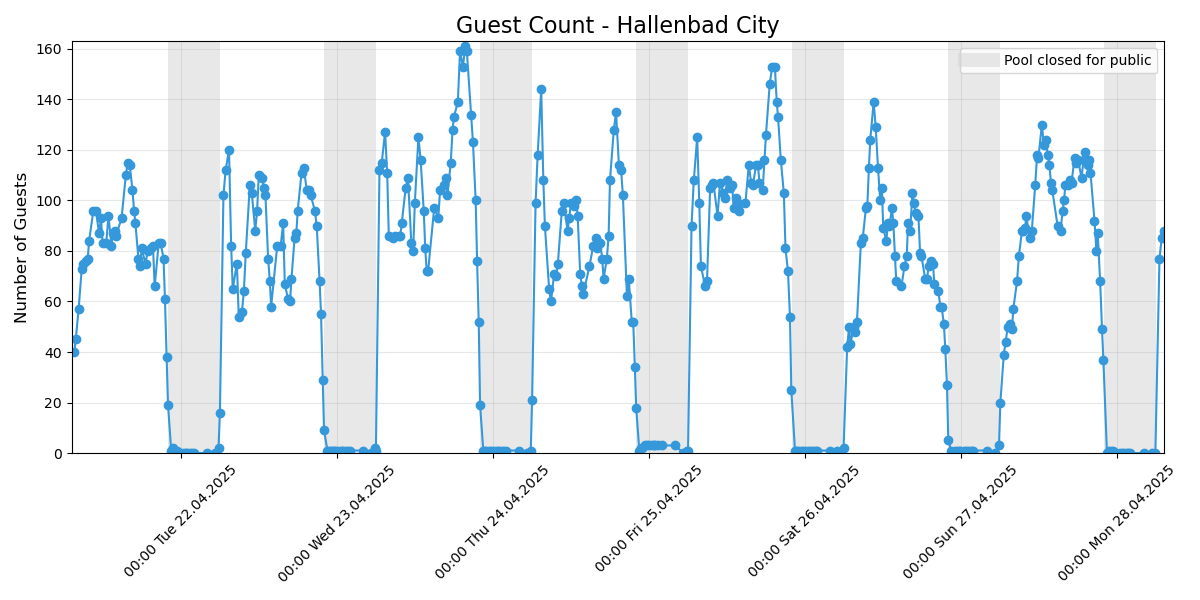 Guest Count - Hallenbad City
Pool closed for public
Number of Guests
160
140
120
100
80
60
40
20
0
00:00 Tue 22.04.2025
00:00 Wed 23.04.2025
00:00 Thu 24.04.2025
00:00 Fri 25.04.2025
00:00 Sat 26.04.2025
00:00 Sun 27.04.2025
00:00 Mon 28.04.2025